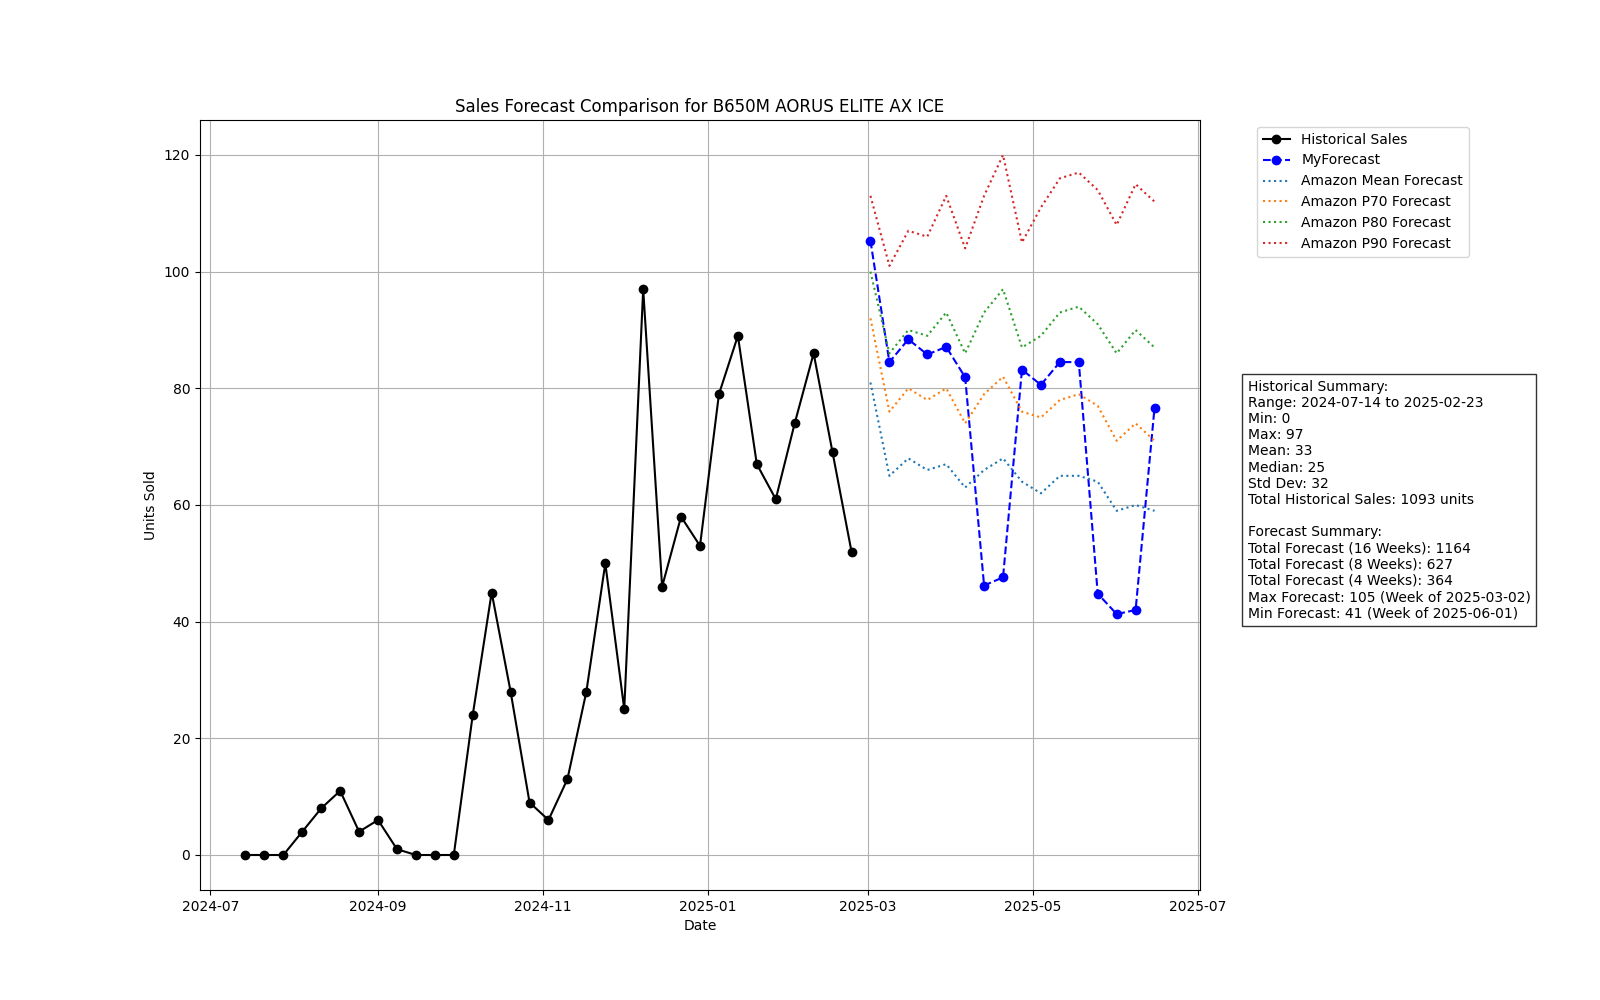 Sales Forecast Comparison for B650M AORUS ELITE AX ICE
Units Sold
120
100
80
60
40
20
0
2024-07
2024-09
2024-11
2025-01
2025-03
2025-05
2025-07
Date
Historical Sales
MyForecast
Amazon Mean Forecast
Amazon P70 Forecast
Amazon P80 Forecast
Amazon P90 Forecast
Historical Summary:
Range: 2024-07-14 to 2025-02-23
Min: 0
Max: 97
Mean: 33
Median: 25
Std Dev: 32
Total Historical Sales: 1093 units
Forecast Summary:
Total Forecast (16 Weeks): 1164
Total Forecast (8 Weeks): 627
Total Forecast (4 Weeks): 364
Max Forecast: 105 (Week of 2025-03-02)
Min Forecast: 41 (Week of 2025-06-01)